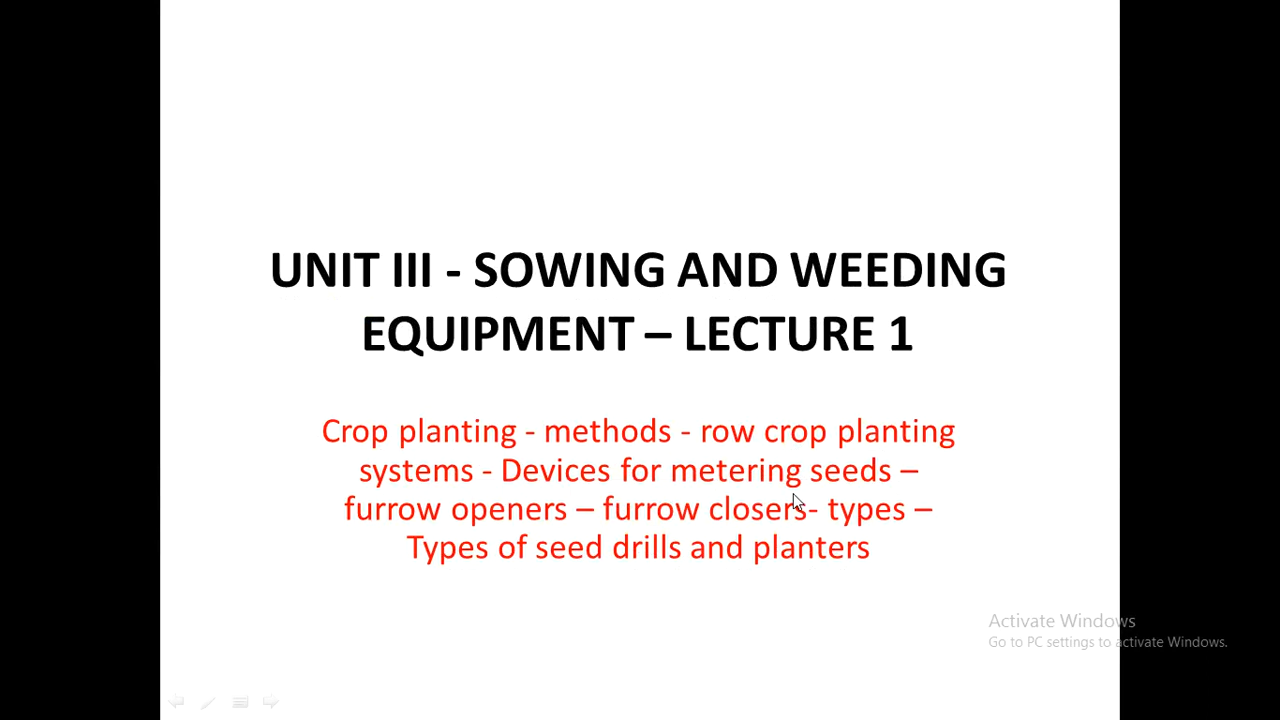 UNIT III - SOWING AND WEEDING
EQUIPMENT – LECTURE 1
Crop planting - methods - row crop planting
systems - Devices for metering seeds –
furrow openers – furrow closers- types –
Types of seed drills and planters
Activate Windows
Go to PC settings to activate Windows.